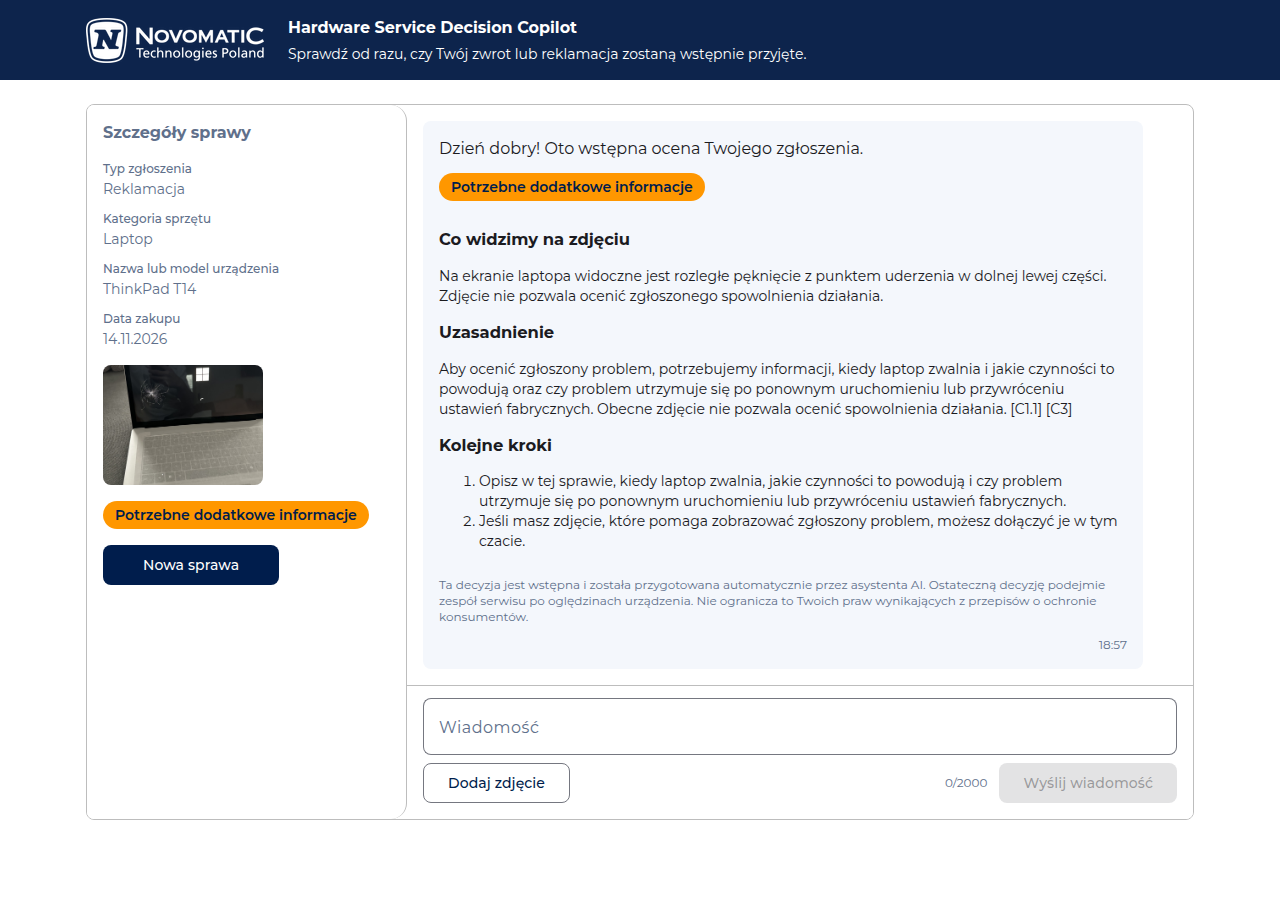 NOVOMATIC
Technologies Poland
Hardware Service Decision Copilot
Sprawdź od razu, czy Twój zwrot lub reklamacja zostaną wstępnie przyjęte.
Szczegóły sprawy
Typ zgłoszenia
Reklamacja
Kategoria sprzętu
Laptop
Nazwa lub model urządzenia
ThinkPad T14
Data zakupu
14.11.2026
Potrzebne dodatkowe informacje
Nowa sprawa
Dzień dobry! Oto wstępna ocena Twojego zgłoszenia.
Potrzebne dodatkowe informacje
Co widzimy na zdjęciu
Na ekranie laptopa widoczne jest rozległe pęknięcie z punktem uderzenia w dolnej lewej części.
Zdjęcie nie pozwala ocenić zgłoszonego spowolnienia działania.
Uzasadnienie
Aby ocenić zgłoszony problem, potrzebujemy informacji, kiedy laptop zwalnia i jakie czynności to
powodują oraz czy problem utrzymuje się po ponownym uruchomieniu lub przywróceniu
ustawień fabrycznych. Obecne zdjęcie nie pozwala ocenić spowolnienia działania. [C1.1] [C3]
Kolejne kroki
1. Opisz w tej sprawie, kiedy laptop zwalnia, jakie czynności to powodują i czy problem
utrzymuje się po ponownym uruchomieniu lub przywróceniu ustawień fabrycznych.
2. Jeśli masz zdjęcie, które pomaga zobrazować zgłoszony problem, możesz dołączyć je w tym
czacie.
Ta decyzja jest wstępna i została przygotowana automatycznie przez asystenta AI. Ostateczną decyzję podejmie
zespół serwisu po oględzinach urządzenia. Nie ogranicza to Twoich praw wynikających z przepisów o ochronie
konsumentów.
18:57
Wiadomość
Dodaj zdjęcie
0/2000
Wyślij wiadomość